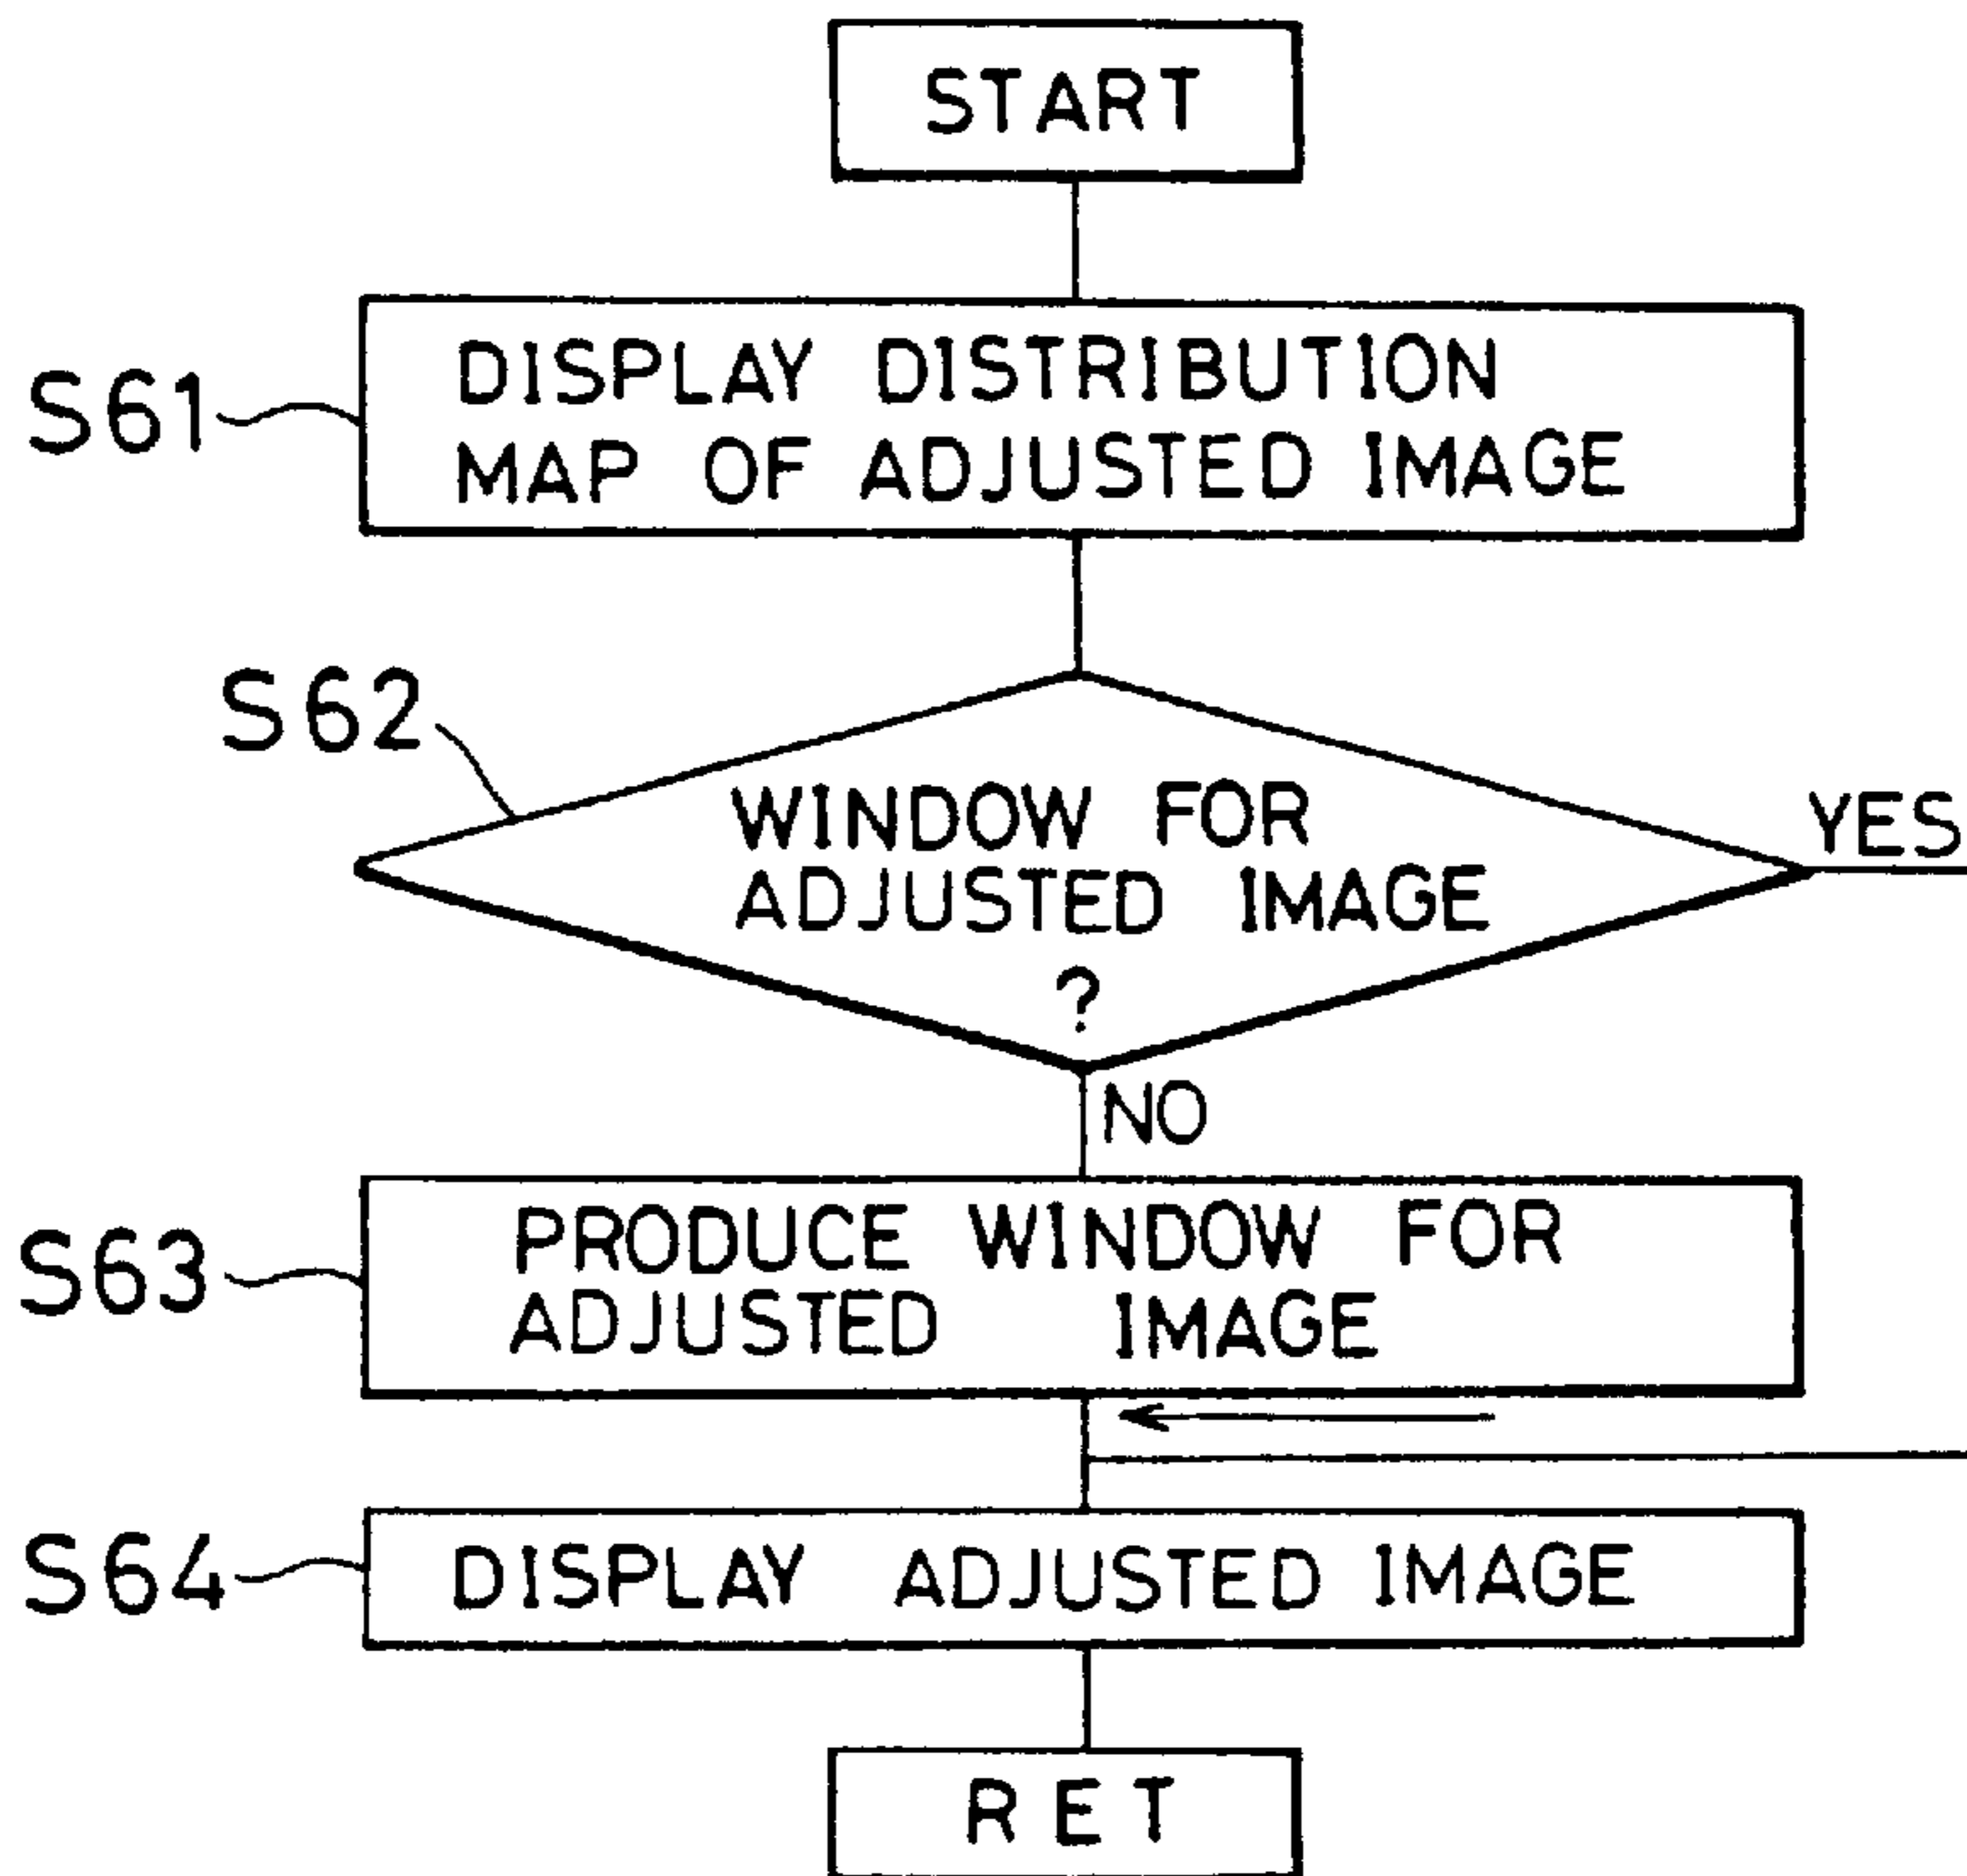 START
S61
DISPLAY DISTRIBUTION
MAP OF ADJUSTED IMAGE
S62
WINDOW FOR
ADJUSTED IMAGE
?
YES
NO
S63
PRODUCE WINDOW FOR
ADJUSTED IMAGE
S64
DISPLAY ADJUSTED IMAGE
RET